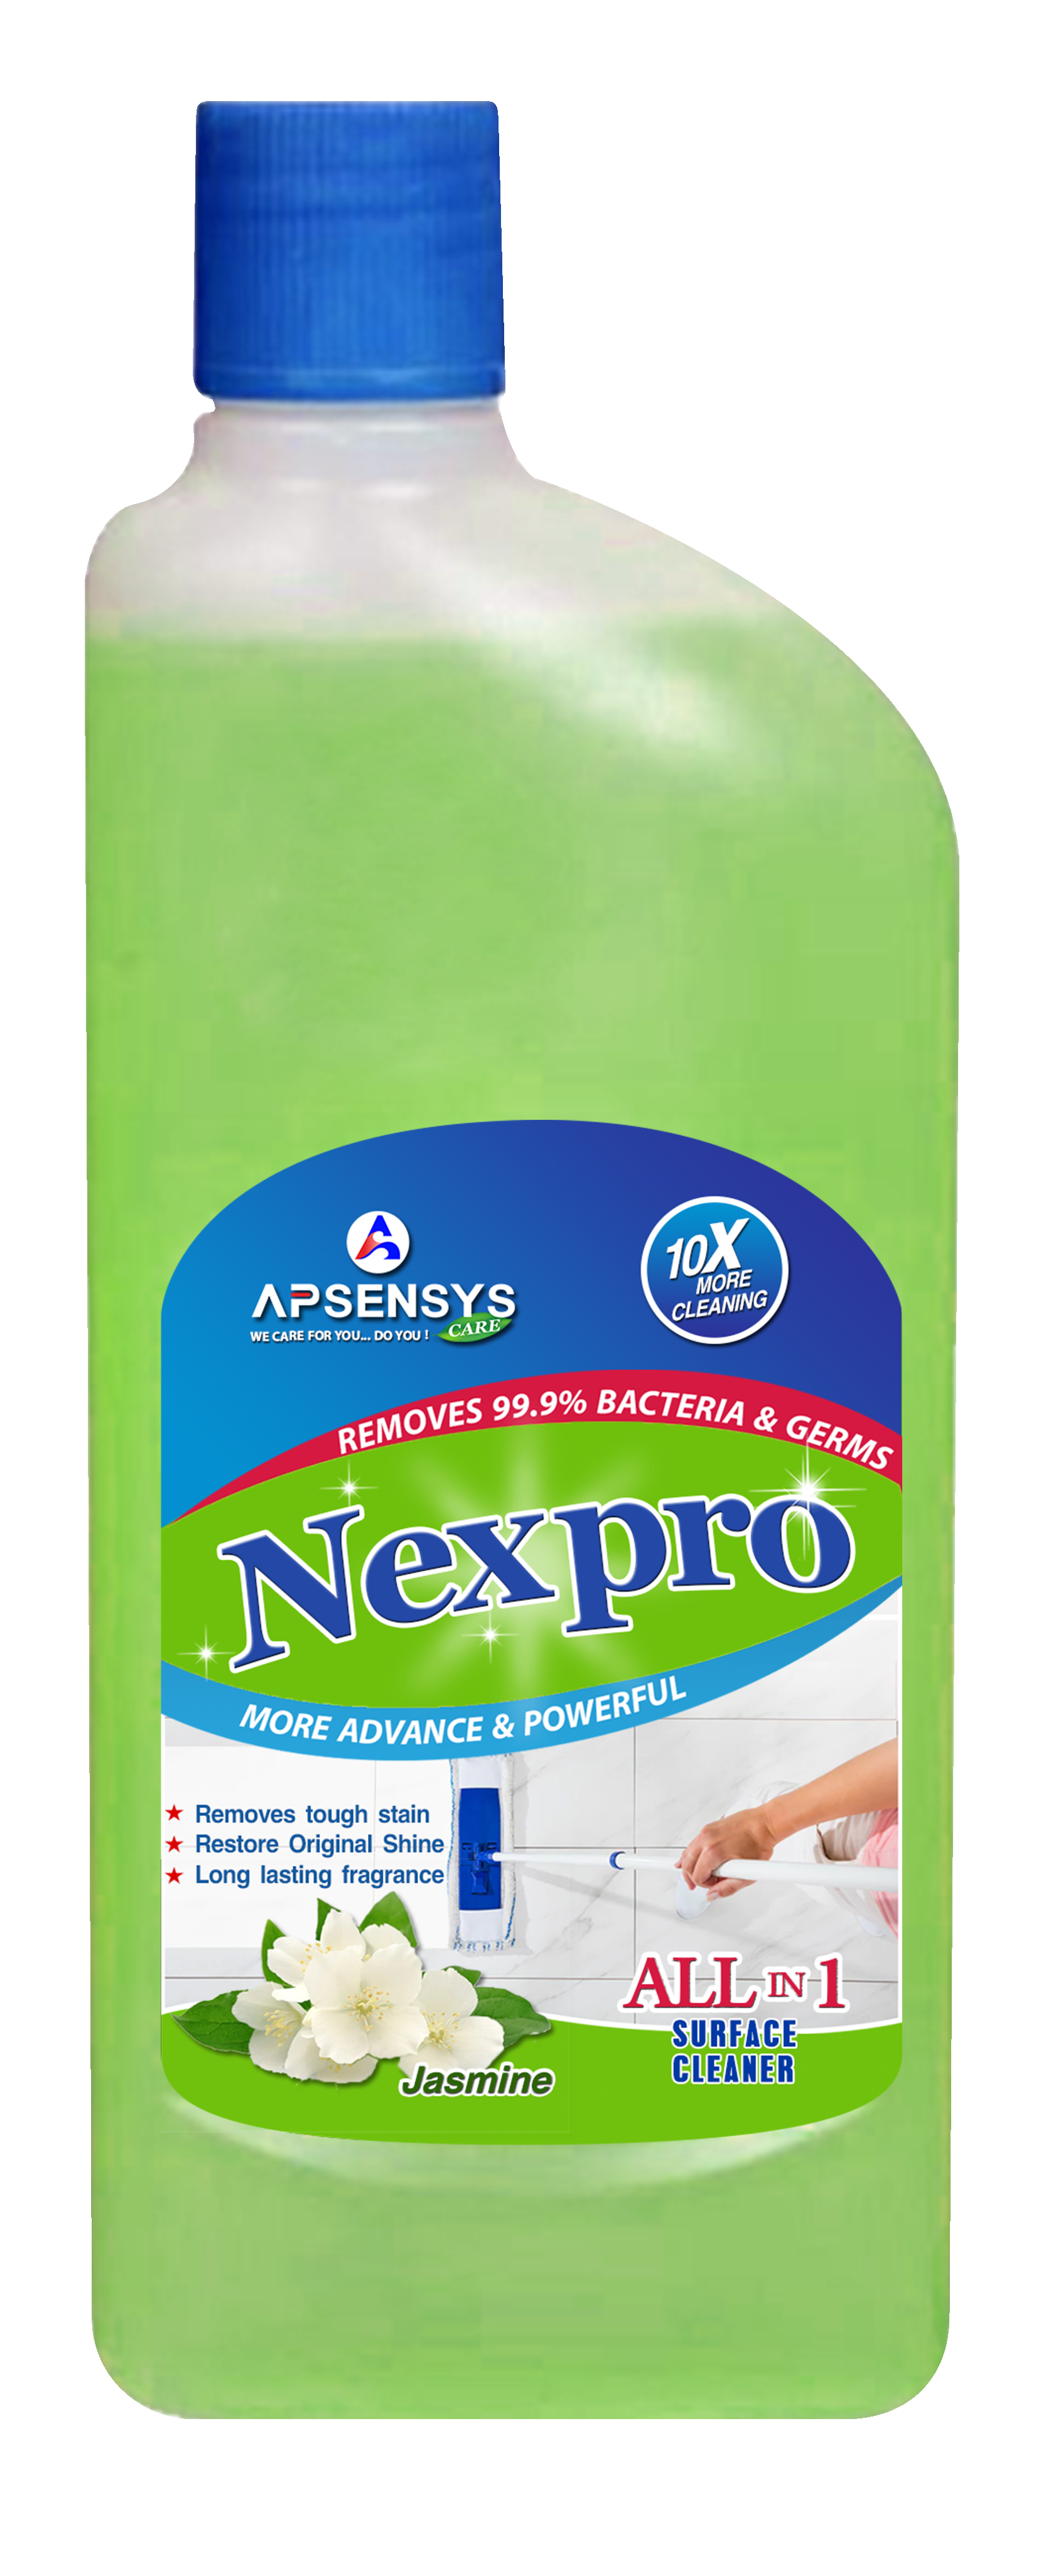 APSENSYS
WE CARE FOR YOU... DO YOU !
CARE
10X
MORE
CLEANING
REMOVES 99.9% BACTERIA & GERMS
Nexpro
MORE ADVANCE & POWERFUL
Removes tough stain
Restore Original Shine
Long lasting fragrance
Jasmine
ALL IN 1
SURFACE
CLEANER